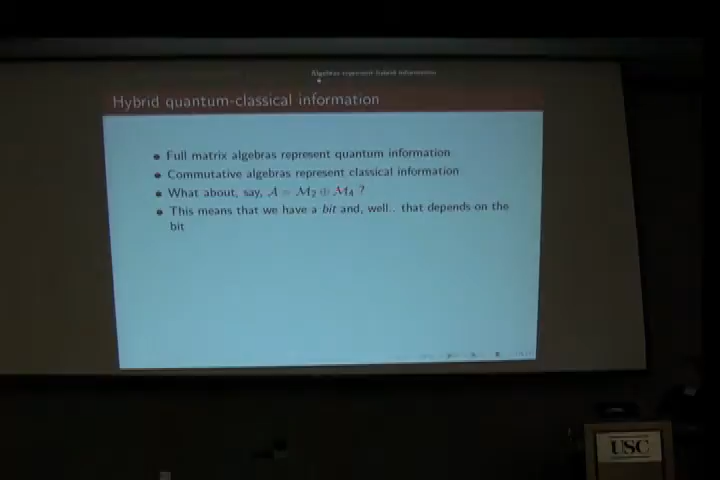 Algebras represent hybrid information
Hybrid quantum-classical information
Full matrix algebras represent quantum information
Commutative algebras represent classical information
What about, say, 𝒜 = ℳ₂ ⊕ ℳ₄ ?
This means that we have a bit and, well.. that depends on the
bit
USC